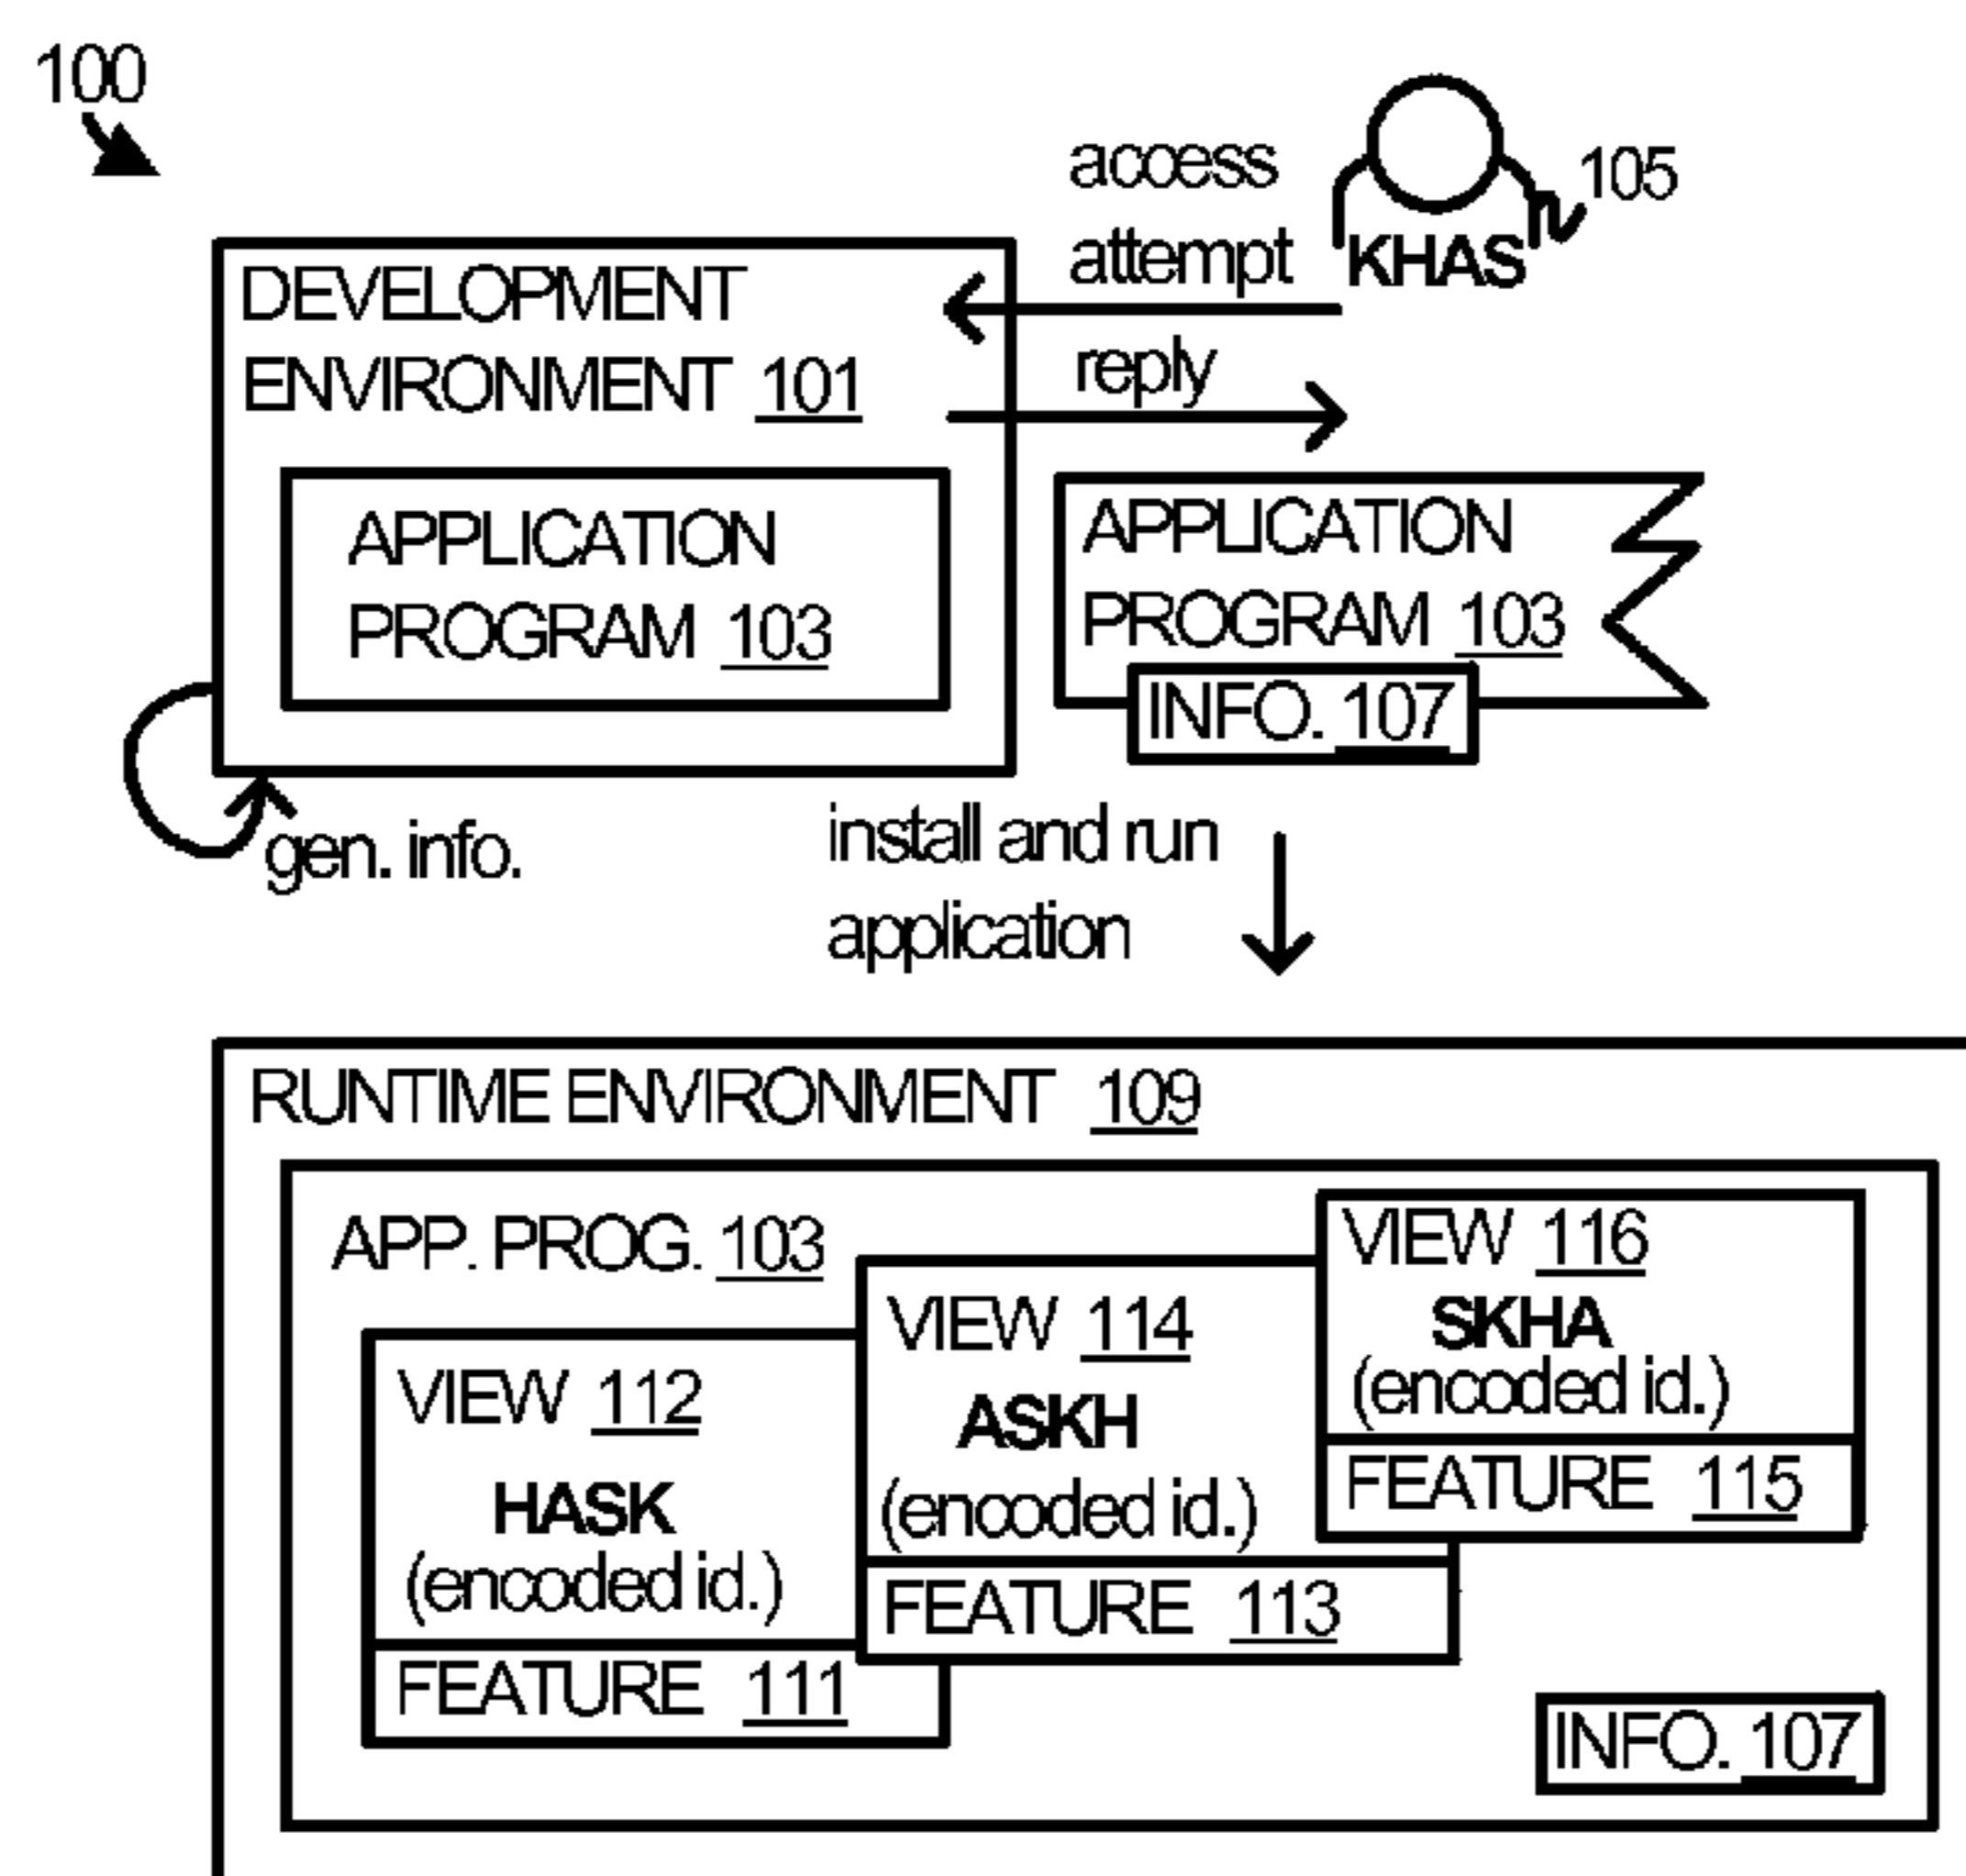 100
access
attempt
105
KHAS
DEVELOPMENT
ENVIRONMENT 101
reply
APPLICATION
PROGRAM 103
APPLICATION
PROGRAM 103
INFO. 107
gen. info.
install and run
application
RUNTIME ENVIRONMENT 109
APP. PROG. 103
VIEW 112
HASK
(encoded id.)
FEATURE 111
VIEW 114
ASKH
(encoded id.)
FEATURE 113
VIEW 116
SKHA
(encoded id.)
FEATURE 115
INFO. 107